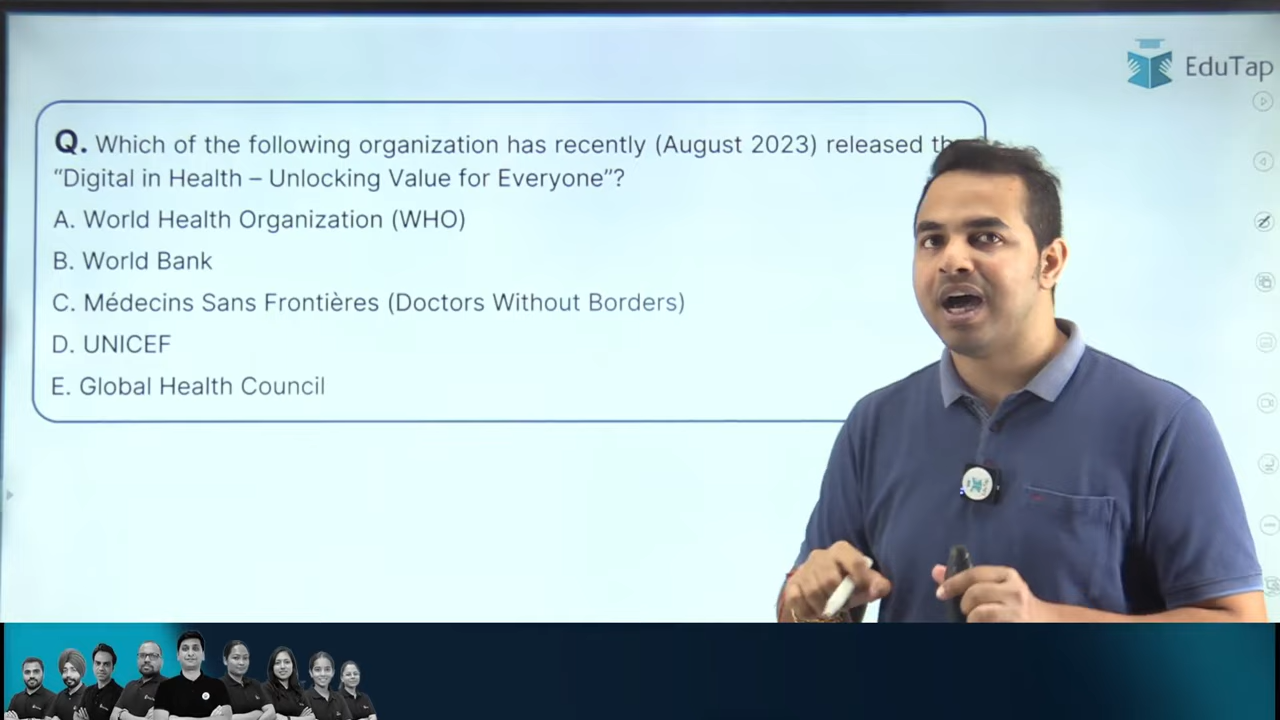 EduTap
Q. Which of the following organization has recently (August 2023) released
“Digital in Health – Unlocking Value for Everyone”?
A. World Health Organization (WHO)
B. World Bank
C. Médecins Sans Frontières (Doctors Without Borders)
D. UNICEF
E. Global Health Council